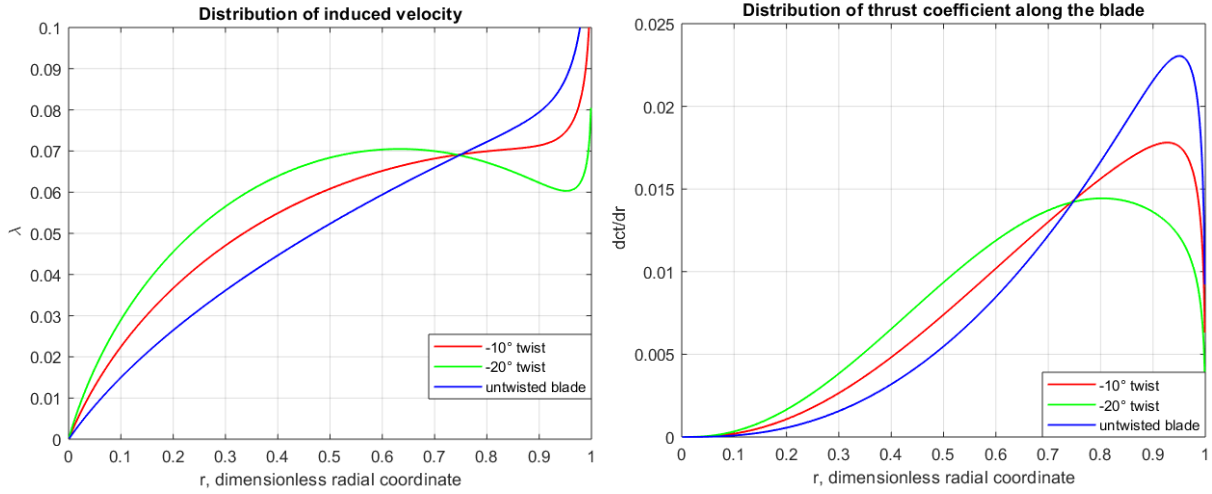 Distribution of induced velocity
0.1
0.09
0.08
0.07
0.06
0.05
0.04
0.03
0.02
0.01
0
λ
-10° twist
-20° twist
untwisted blade
0 0.1 0.2 0.3 0.4 0.5 0.6 0.7 0.8 0.9 1
r, dimensionless radial coordinate
Distribution of thrust coefficient along the blade
0.025
0.02
0.015
0.01
0.005
0
dct/dr
-10° twist
-20° twist
untwisted blade
0 0.1 0.2 0.3 0.4 0.5 0.6 0.7 0.8 0.9 1
r, dimensionless radial coordinate